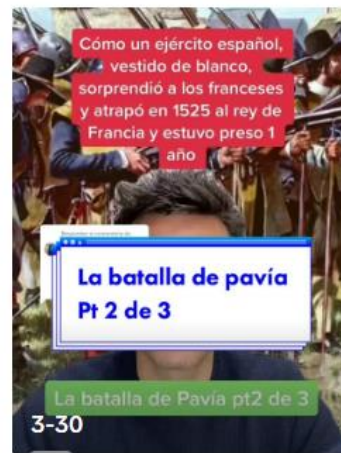 Cómo un ejército español,
vestido de blanco,
sorprendió a los franceses
y atrapó en 1525 al rey de
Francia y estuvo preso 1
año
La batalla de pavía
Pt 2 de 3
La batalla de Pavía pt2 de 3
3-30